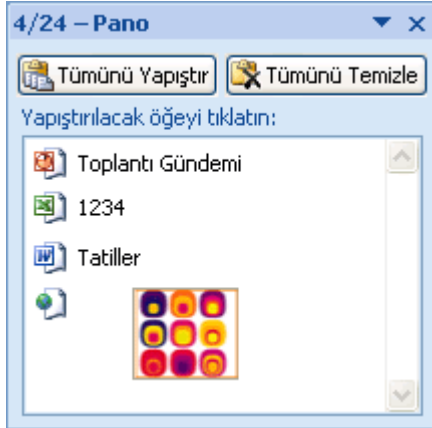 4/24 – Pano
Tümünü Yapıştır Tümünü Temizle
Yapıştırılacak öğeyi tıklatın:
Toplantı Gündemi
1234
Tatiller